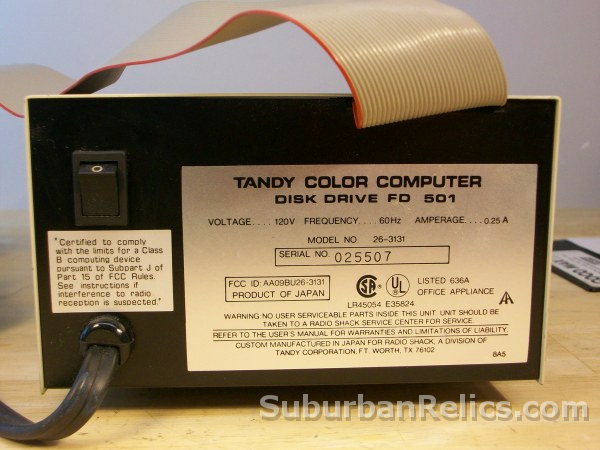 O
TANDY COLOR COMPUTER
DISK DRIVE FD 501
VOLTAGE.... 120V FREQUENCY.... 60Hz AMPERAGE....0.25 A
MODEL NO. 26-3131
SERIAL NO. 025507
FCC ID: AA09BU26-3131
PRODUCT OF JAPAN
SA
UL
LISTED 636A
OFFICE APPLIANCE
LR45054 E35824
WARNING: NO USER SERVICEABLE PARTS INSIDE THIS UNIT. UNIT SHOULD BE
TAKEN TO A RADIO SHACK SERVICE CENTER FOR SERVICE.
REFER TO THE USER'S MANUAL FOR WARRANTIES AND LIMITATIONS OF LIABILITY.
CUSTOM MANUFACTURED IN JAPAN FOR RADIO SHACK, A DIVISION OF
TANDY CORPORATION, FT. WORTH, TX 76102
8A5
"Certified to comply
with the limits for a Class
B computing device
pursuant to Subpart J of
Part 15 of FCC Rules.
See instructions if
interference to radio
reception is suspected."
SuburbanRelics.com